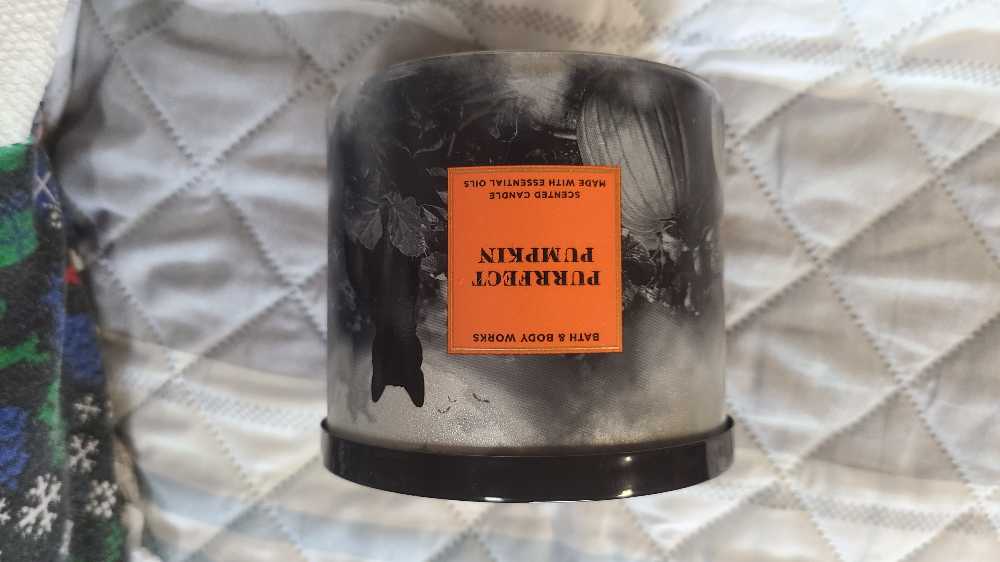 BATH & BODY WORKS
PURRFECT
PUMPKIN
SCENTED CANDLE
MADE WITH ESSENTIAL OILS